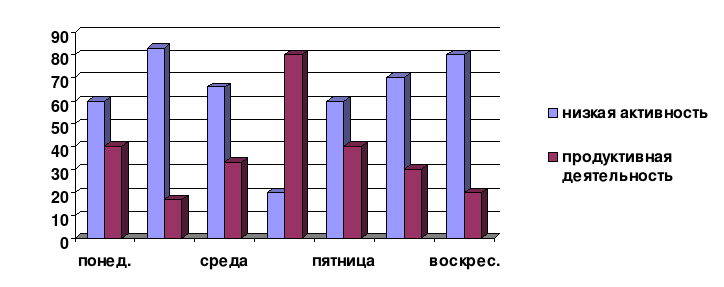 90
80
70
60
50
40
30
20
10
0
понед.
среда
пятница
воскрес.
низкая активность
продуктивная
деятельность